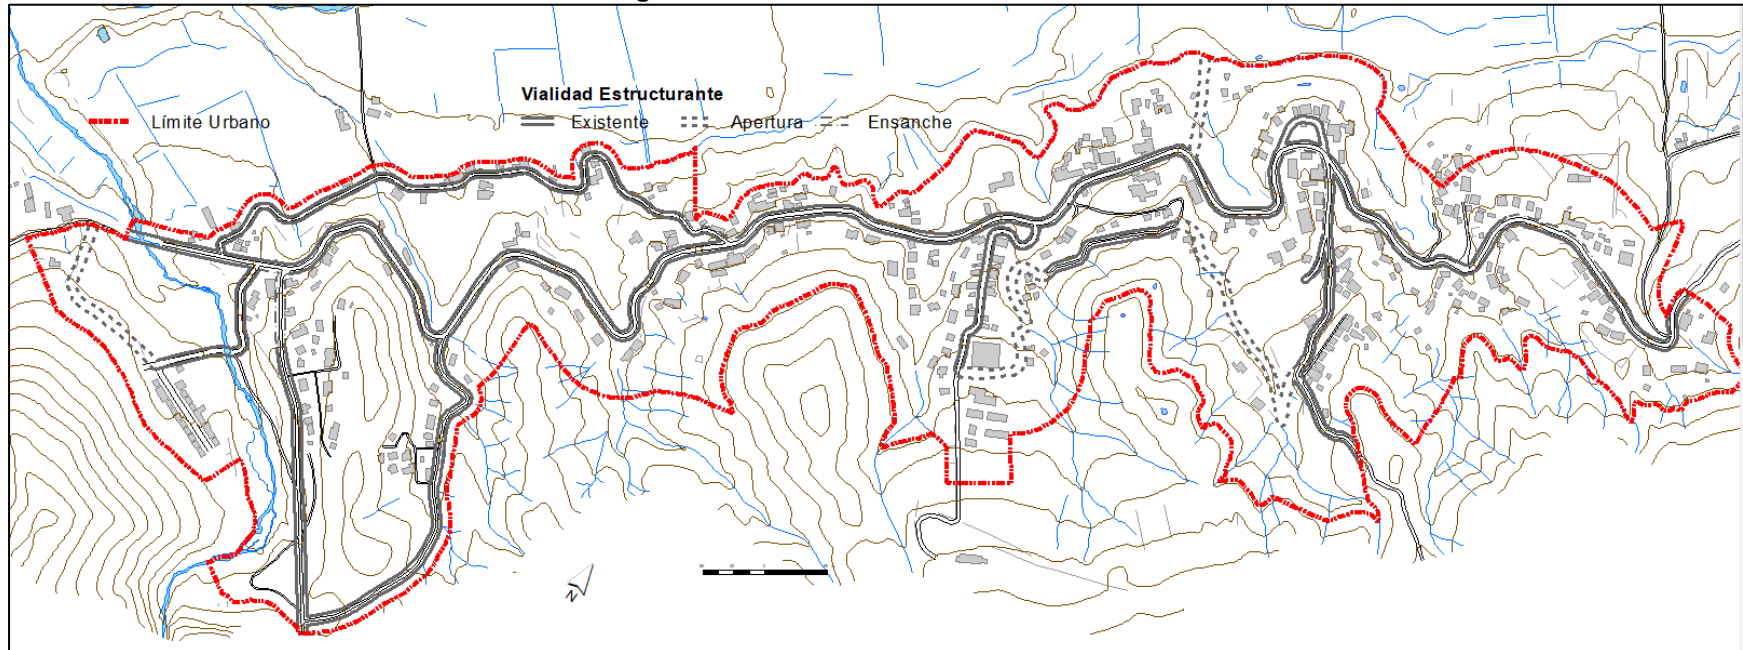 Vialidad Estructurante
Límite Urbano
Existente
Apertura
Ensanche
N